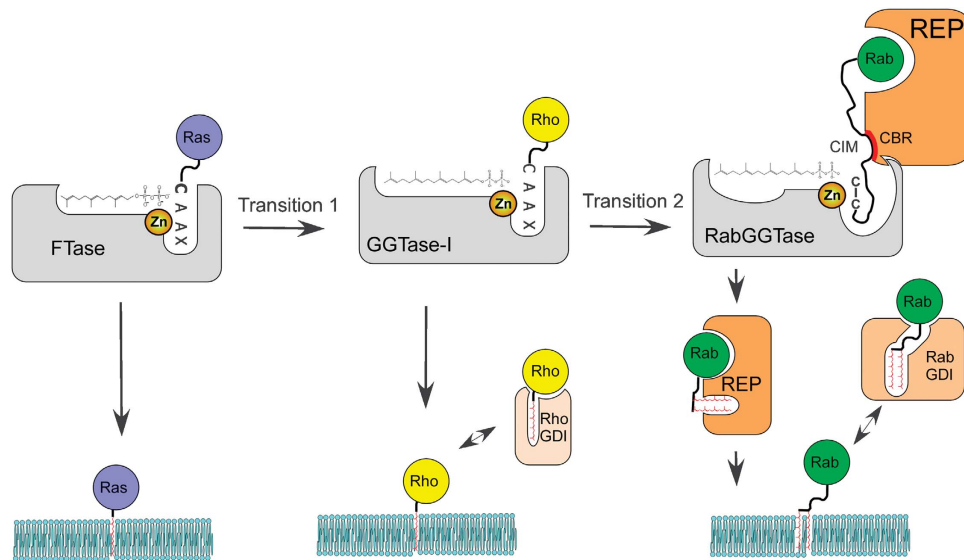 REP
Rab
Rho
Ras
CBR
CIM
C
A
A
X
C
A
A
X
C
C
Zn
Zn
Zn
Transition 1
Transition 2
FTase
GGTase-I
RabGGTase
Rab
Rab
REP
Rab
GDI
Rho
Rho
GDI
Rab
Ras
Rho